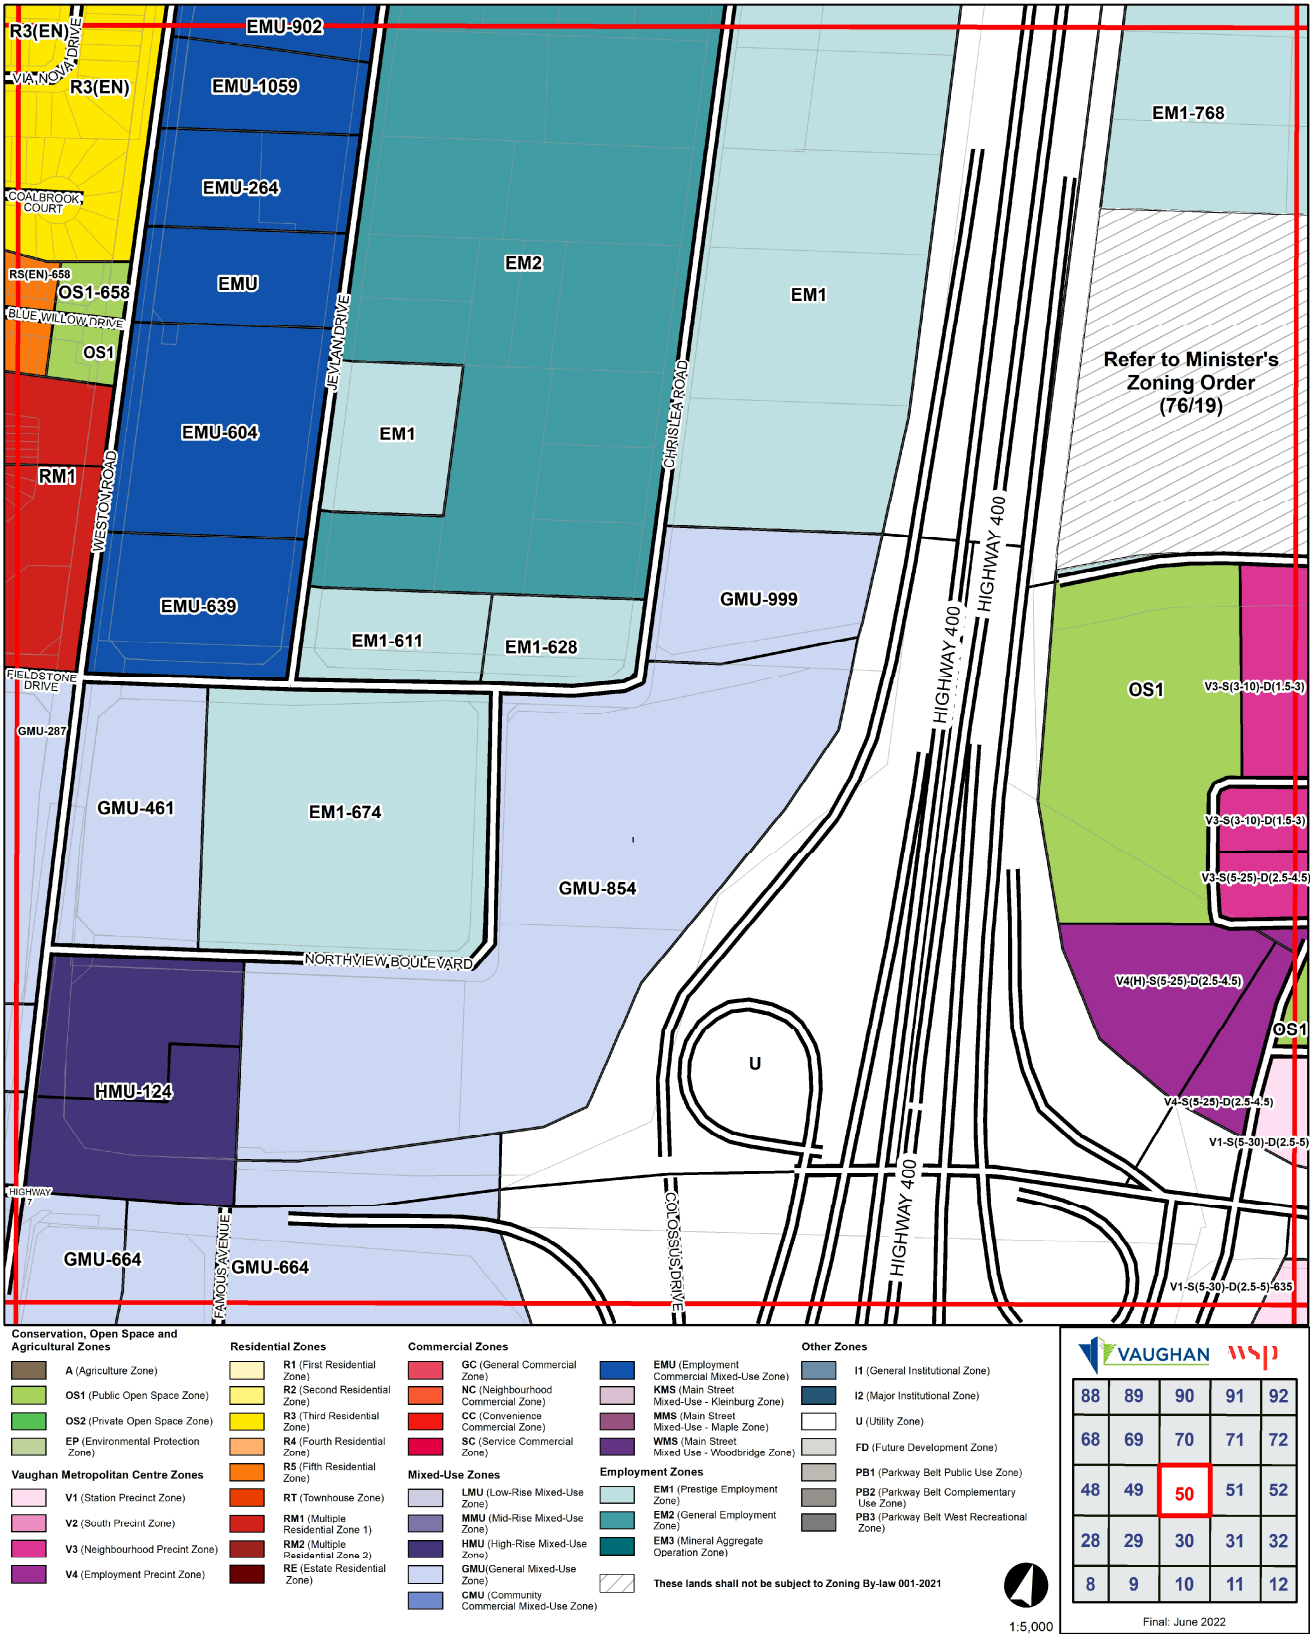 R3(EN)
VIA NOVA DRIVE
R3(EN)
EMU-902
EMU-1059
EM1-768
COALBROOK
COURT
EMU-264
RS(EN)-658
OS1-658
EMU
EM2
EM1
BLUE WILLOW DRIVE
OS1
JEVLAN DRIVE
Refer to Minister's
Zoning Order
(76/19)
CHRISLEA ROAD
EMU-604
EM1
RM1
WESTON ROAD
HIGHWAY 400
EMU-639
GMU-999
EM1-611
EM1-628
HIGHWAY 400
FIELDSTONE
DRIVE
OS1
V3-S(3-10)-D(1.5-3)
GMU-287
GMU-461
EM1-674
V3-S(3-10)-D(1.5-3)
GMU-854
V3-S(5-25)-D(2.5-4.5)
NORTHVIEW BOULEVARD
V4(H)-S(5-25)-D(2.5-4.5)
OS1
U
HMU-124
V4-S(5-25)-D(2.5-4.5)
V1-S(5-30)-D(2.5-5)
HIGHWAY
7
HIGHWAY 400
COLOSSUS DRIVE
FAMOUS AVENUE
GMU-664
GMU-664
V1-S(5-30)-D(2.5-5)-635
Conservation, Open Space and
Agricultural Zones
A (Agriculture Zone)
OS1 (Public Open Space Zone)
OS2 (Private Open Space Zone)
EP (Environmental Protection
Zone)
Vaughan Metropolitan Centre Zones
V1 (Station Precinct Zone)
V2 (South Precint Zone)
V3 (Neighbourhood Precint Zone)
V4 (Employment Precint Zone)
Residential Zones
R1 (First Residential
Zone)
R2 (Second Residential
Zone)
R3 (Third Residential
Zone)
R4 (Fourth Residential
Zone)
R5 (Fifth Residential
Zone)
RT (Townhouse Zone)
RM1 (Multiple
Residential Zone 1)
RM2 (Multiple
Residential Zone 2)
RE (Estate Residential
Zone)
Commercial Zones
GC (General Commercial
Zone)
NC (Neighbourhood
Commercial Zone)
CC (Convenience
Commercial Zone)
SC (Service Commercial
Zone)
Mixed-Use Zones
LMU (Low-Rise Mixed-Use
Zone)
MMU (Mid-Rise Mixed-Use
Zone)
HMU (High-Rise Mixed-Use
Zone)
GMU(General Mixed-Use
Zone)
CMU (Community
Commercial Mixed-Use Zone)
EMU (Employment
Commercial Mixed-Use Zone)
KMS (Main Street
Mixed-Use - Kleinburg Zone)
MMS (Main Street
Mixed-Use - Maple Zone)
WMS (Main Street
Mixed Use - Woodbridge Zone)
Employment Zones
EM1 (Prestige Employment
Zone)
EM2 (General Employment
Zone)
EM3 (Mineral Aggregate
Operation Zone)
These lands shall not be subject to Zoning By-law 001-2021
Other Zones
I1 (General Institutional Zone)
I2 (Major Institutional Zone)
U (Utility Zone)
FD (Future Development Zone)
PB1 (Parkway Belt Public Use Zone)
PB2 (Parkway Belt Complementary
Use Zone)
PB3 (Parkway Belt West Recreational
Zone)
1:5,000
VAUGHAN wsp
88 89 90 91 92
68 69 70 71 72
48 49 50 51 52
28 29 30 31 32
8 9 10 11 12
Final: June 2022